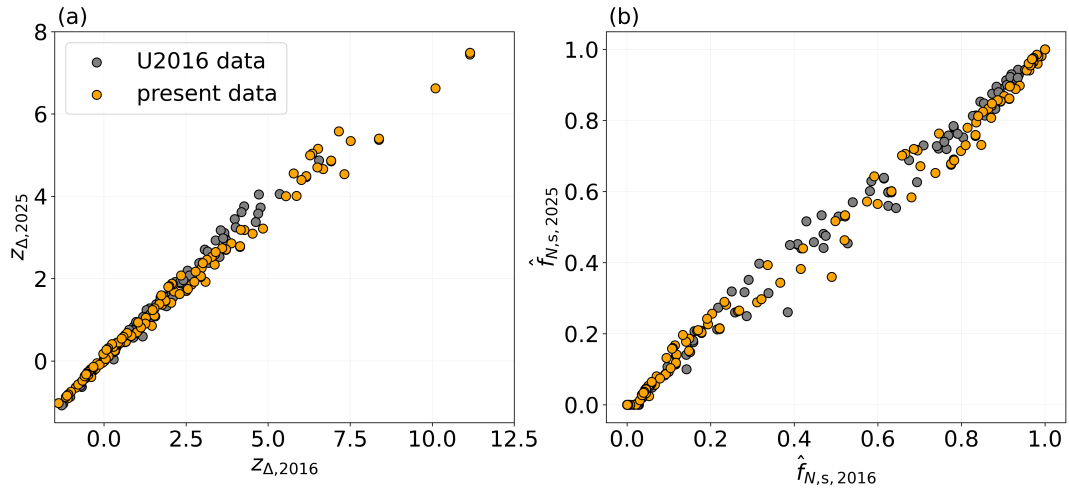 (a)
(b)
8
6
4
2
0
z_{Δ,2025}
U2016 data
present data
0.0 2.5 5.0 7.5 10.0 12.5
z_{Δ,2016}
1.0
0.8
0.6
0.4
0.2
0.0
f̂_{N,s,2025}
0.0 0.2 0.4 0.6 0.8 1.0
f̂_{N,s,2016}